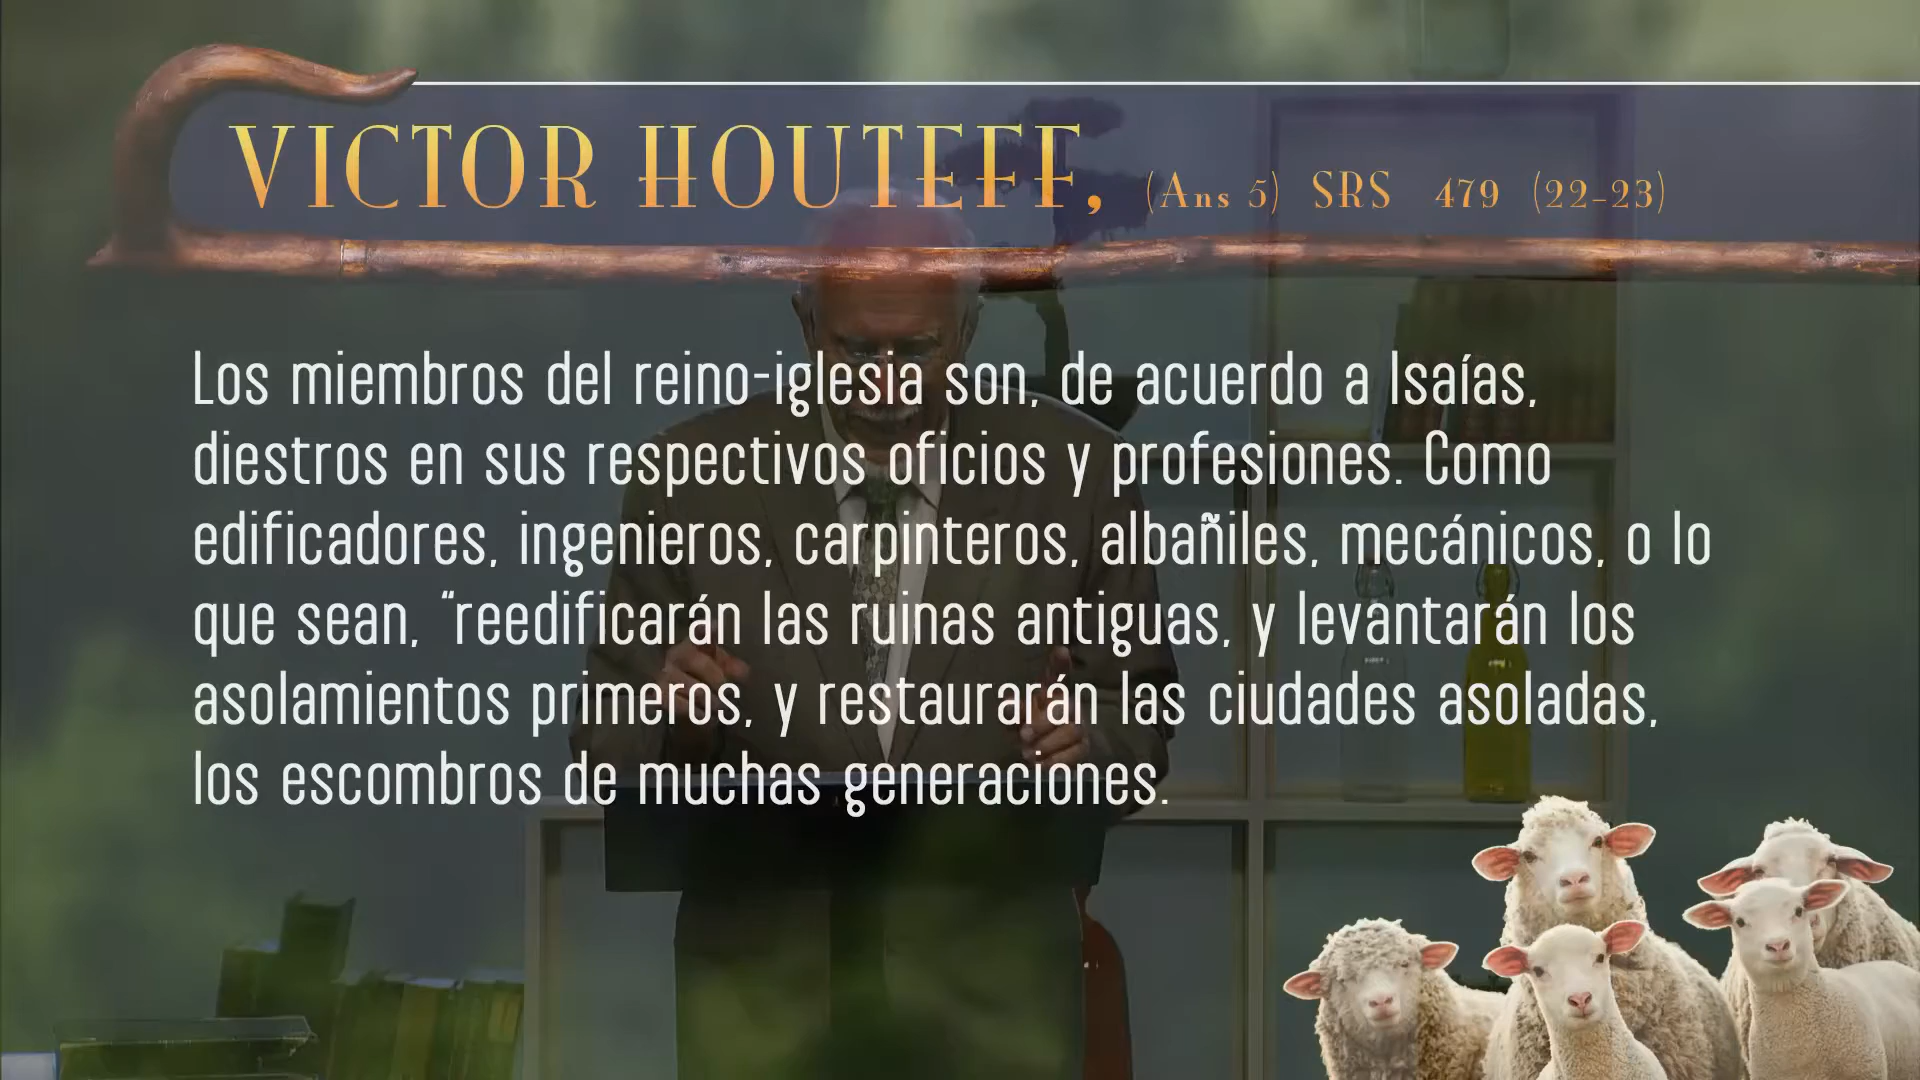 VICTOR HOUTEFF, (Ans 5) SRS 479 (22-23)
Los miembros del reino-iglesia son, de acuerdo a Isaías,
diestros en sus respectivos oficios y profesiones. Como
edificadores, ingenieros, carpinteros, albañiles, mecánicos, o lo
que sean, “reedificarán las ruinas antiguas, y levantarán los
asolamientos primeros, y restaurarán las ciudades asoladas,
los escombros de muchas generaciones.